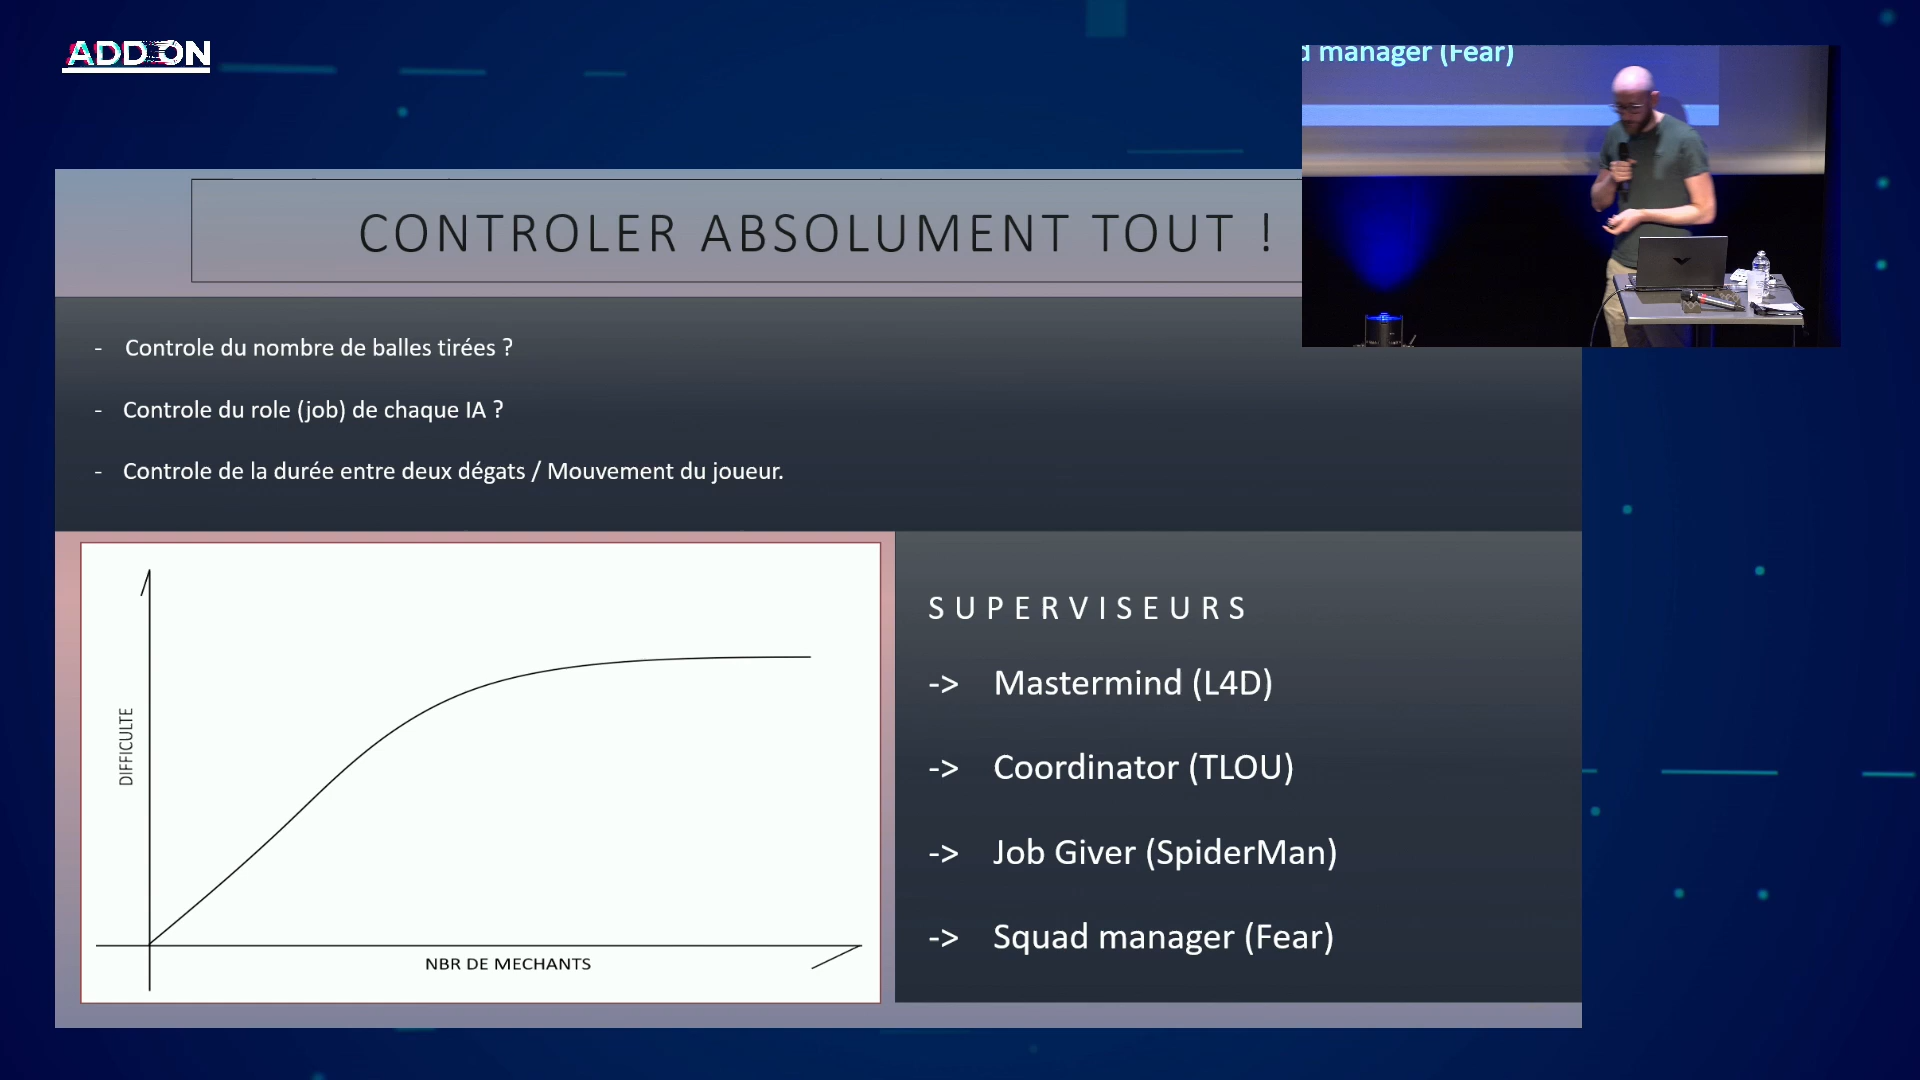 ADDON
d manager (Fear)
CONTROLER ABSOLUMENT TOUT !
- Controle du nombre de balles tirées ?
- Controle du role (job) de chaque IA ?
- Controle de la durée entre deux dégats / Mouvement du joueur.
DIFFICULTE
NBR DE MECHANTS
SUPERVISEURS
-> Mastermind (L4D)
-> Coordinator (TLOU)
-> Job Giver (SpiderMan)
-> Squad manager (Fear)